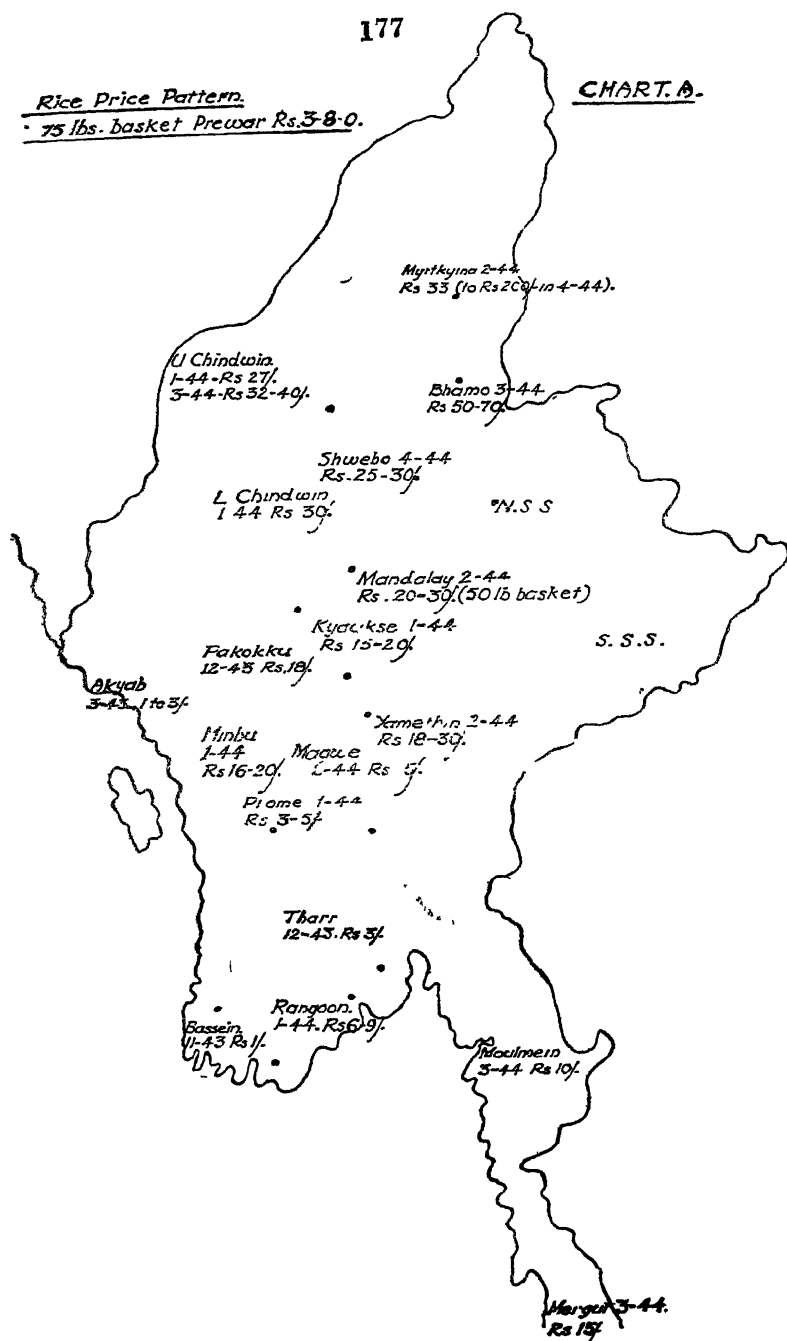 177
Rice Price Pattern.
75 lbs. basket Prewar Rs.3-8-0.
CHART. A.
Myitkyina 2-44
Rs 33 (to Rs 200/- in 4-44).
U Chindwin.
1-44-Rs 27/.
3-44-Rs 32-40/.
Bhamo 3-44
Rs 50-70/.
Shwebo 4-44
Rs. 25-30/.
L Chindwin
1 44 Rs 30/.
N.S S
Mandalay 2-44
Rs. 20-30/.(50 lb basket)
Kyaukse 1-44
Rs 15-20/.
S.S.S.
Pakokku
12-43 Rs.18/.
Akyab
3-43. 1 to 3/-
Yamethin 2-44
Rs 18-30/.
Minbu
1-44
Rs 16-20/.
Magwe
2-44 Rs 5/.
Prome 1-44
Rs 3-5/-
Tharr
12-43. Rs 3/-
Rangoon.
1-44. Rs 6-9/.
Bassein.
11-43 Rs 1/-
Moulmein
3-44 Rs 10/-
Mergui 3-44.
Rs 15/-